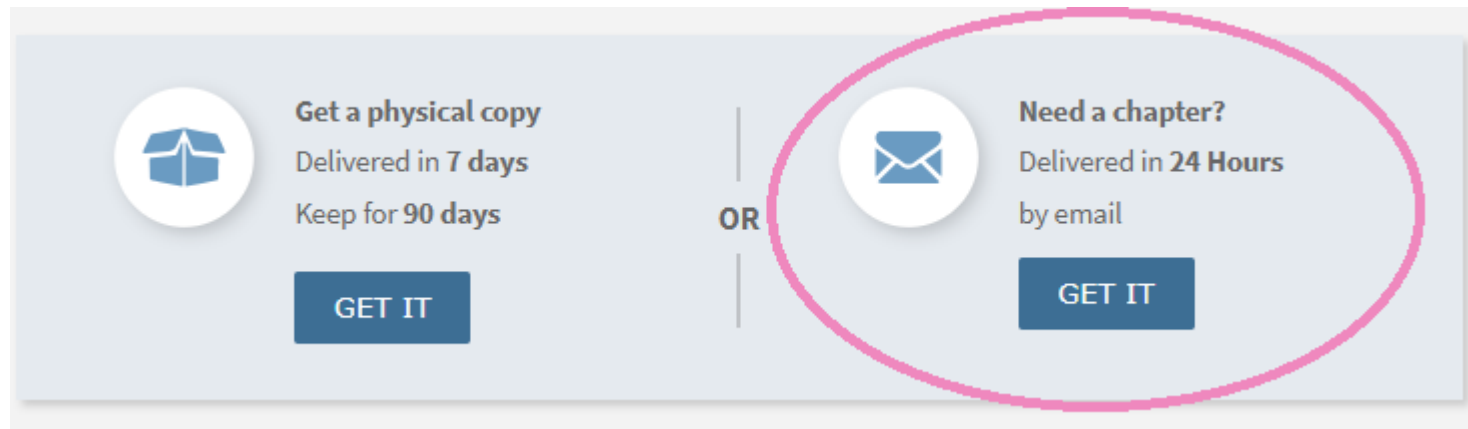 Get a physical copy
Delivered in 7 days
Keep for 90 days
GET IT
OR
Need a chapter?
Delivered in 24 Hours
by email
GET IT